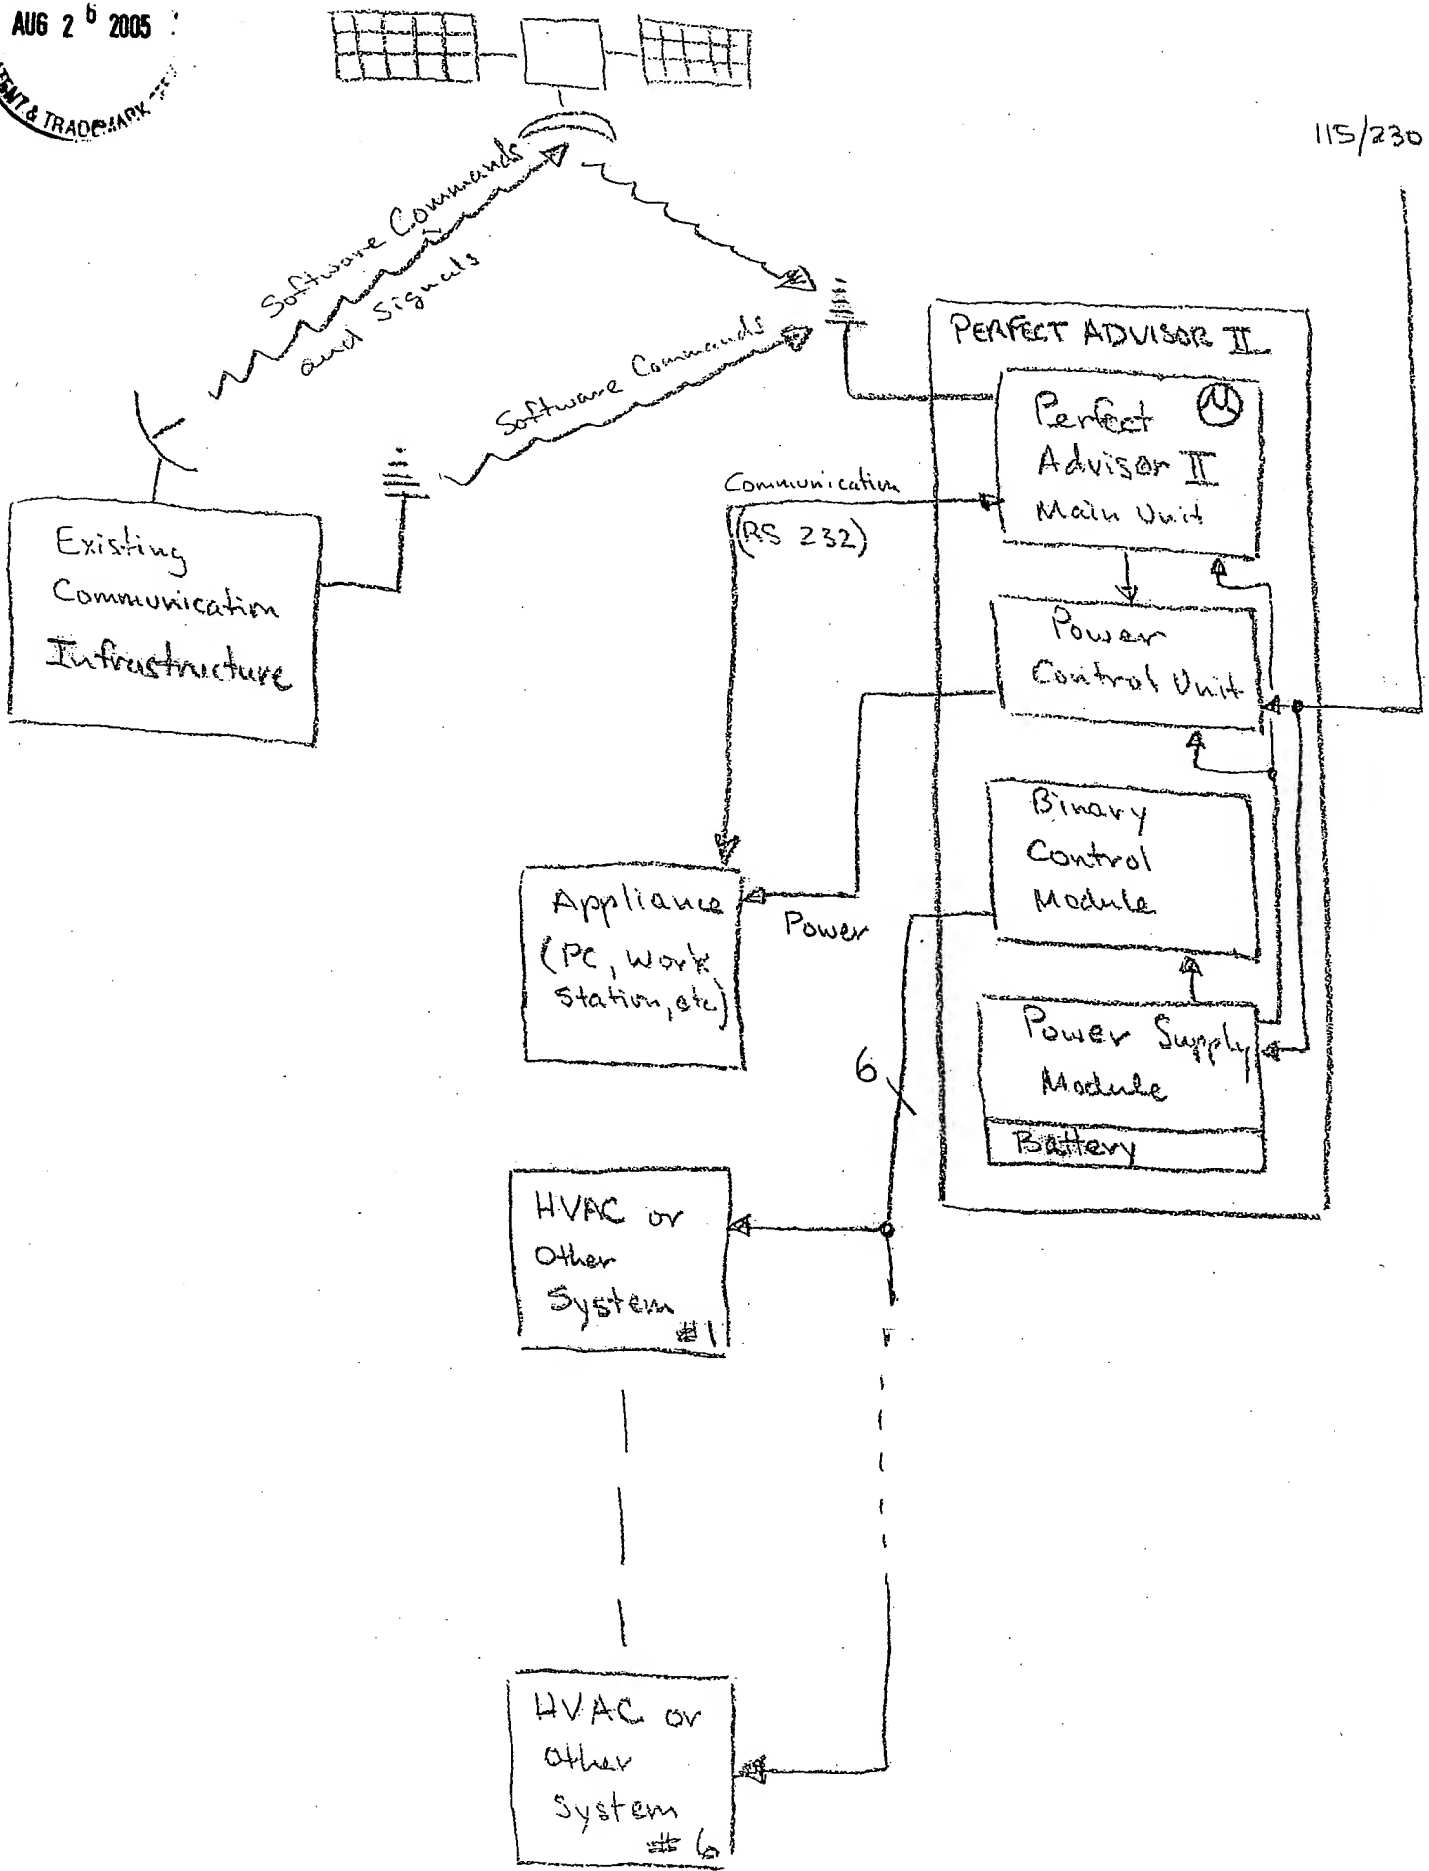 AUG 2 6 2005
& TRADEMARK
115/230
Software Commands
and Signals
Software Commands
PERFECT ADVISOR II
Perfect
Advisor II
Main Unit
Communication
(RS 232)
Existing
Communication
Infrastructure
Power
Control Unit
Binary
Control
Module
Appliance
(PC, Work
Station, etc)
Power
Power Supply
Module
Battery
6
HVAC or
Other
System
#1
HVAC or
Other
System
#6